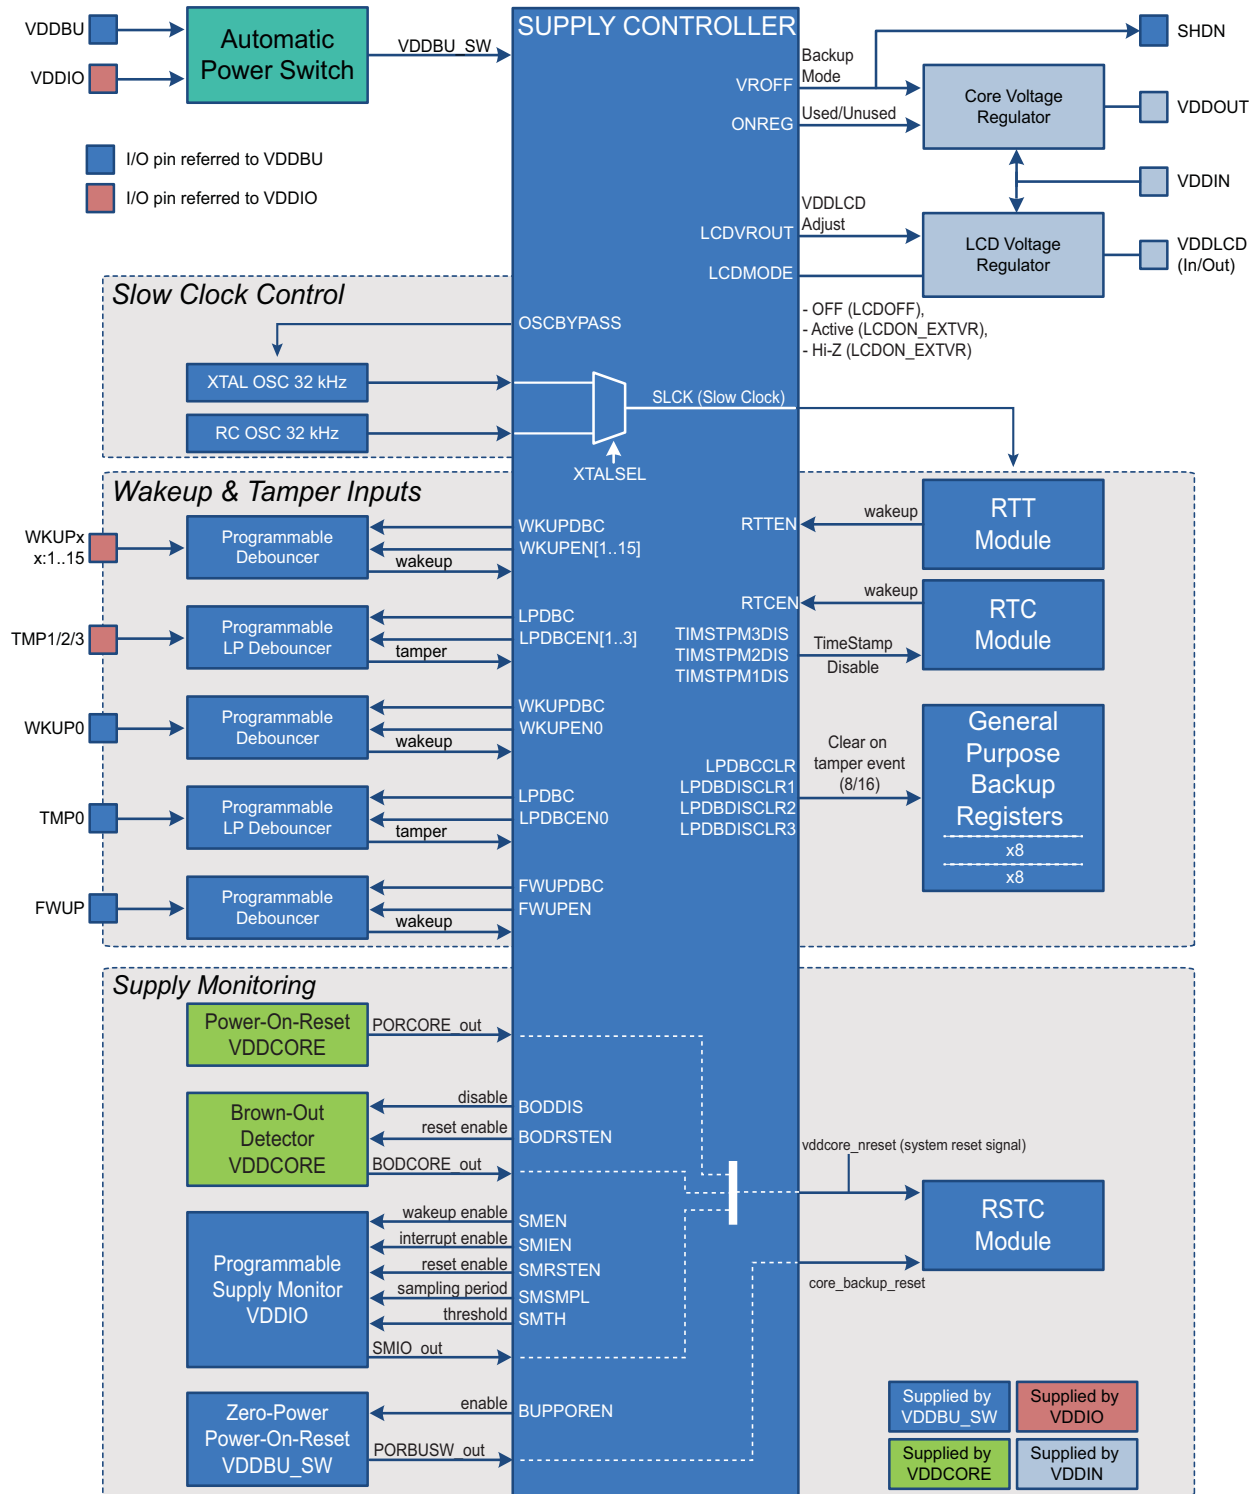 VDDBU
VDDIO
Automatic
Power Switch
VDDBU_SW
SUPPLY CONTROLLER
I/O pin referred to VDDBU
I/O pin referred to VDDIO
VROFF
Backup
Mode
ONREG
Used/Unused
SHDN
Core Voltage
Regulator
VDDOUT
VDDIN
LCDVROUT
VDDLCD
Adjust
LCDMODE
LCD Voltage
Regulator
VDDLCD
(In/Out)
- OFF (LCDOFF),
- Active (LCDON_EXTVR),
- Hi-Z (LCDON_EXTVR)
Slow Clock Control
OSCBYPASS
XTAL OSC 32 kHz
RC OSC 32 kHz
SLCK (Slow Clock)
XTALSEL
Wakeup & Tamper Inputs
WKUPx
x:1..15
Programmable
Debouncer
WKUPDBC
WKUPEN[1..15]
wakeup
TMP1/2/3
Programmable
LP Debouncer
LPDBC
LPDBCEN[1..3]
tamper
WKUP0
Programmable
Debouncer
WKUPDBC
WKUPEN0
wakeup
TMP0
Programmable
LP Debouncer
LPDBC
LPDBCEN0
tamper
FWUP
Programmable
Debouncer
FWUPDBC
FWUPEN
wakeup
RTTEN
wakeup
RTT
Module
RTCEN
wakeup
RTC
Module
TIMSTPM3DIS
TIMSTPM2DIS
TIMSTPM1DIS
TimeStamp
Disable
LPDBCCLR
LPDBDISCLR1
LPDBDISCLR2
LPDBDISCLR3
Clear on
tamper event
(8/16)
General
Purpose
Backup
Registers
x8
x8
Supply Monitoring
Power-On-Reset
VDDCORE
PORCORE_out
Brown-Out
Detector
VDDCORE
disable
BODDIS
reset enable
BODRSTEN
BODCORE_out
Programmable
Supply Monitor
VDDIO
wakeup enable
SMEN
interrupt enable
SMIEN
reset enable
SMRSTEN
sampling period
SMSMPL
threshold
SMTH
SMIO_out
Zero-Power
Power-On-Reset
VDDBU_SW
enable
BUPPOREN
PORBUSW_out
vddcore_nreset (system reset signal)
RSTC
Module
core_backup_reset
Supplied by
VDDBU_SW
Supplied by
VDDIO
Supplied by
VDDCORE
Supplied by
VDDIN